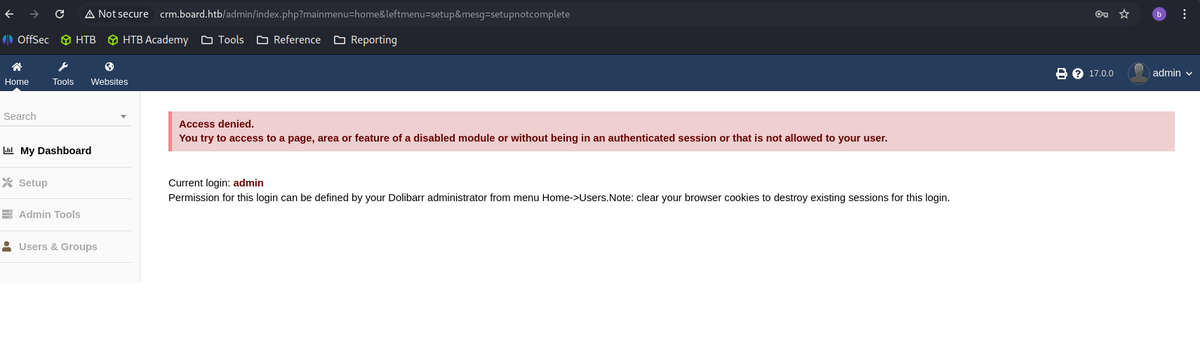 Not secure crm.board.htb/admin/index.php?mainmenu=home&leftmenu=setup&mesg=setupnotcomplete b
OffSec HTB HTB Academy Tools Reference Reporting
Home Tools Websites 17.0.0 admin
Search
My Dashboard
Setup
Admin Tools
Users & Groups
Access denied.
You try to access to a page, area or feature of a disabled module or without being in an authenticated session or that is not allowed to your user.
Current login: admin
Permission for this login can be defined by your Dolibarr administrator from menu Home->Users.Note: clear your browser cookies to destroy existing sessions for this login.